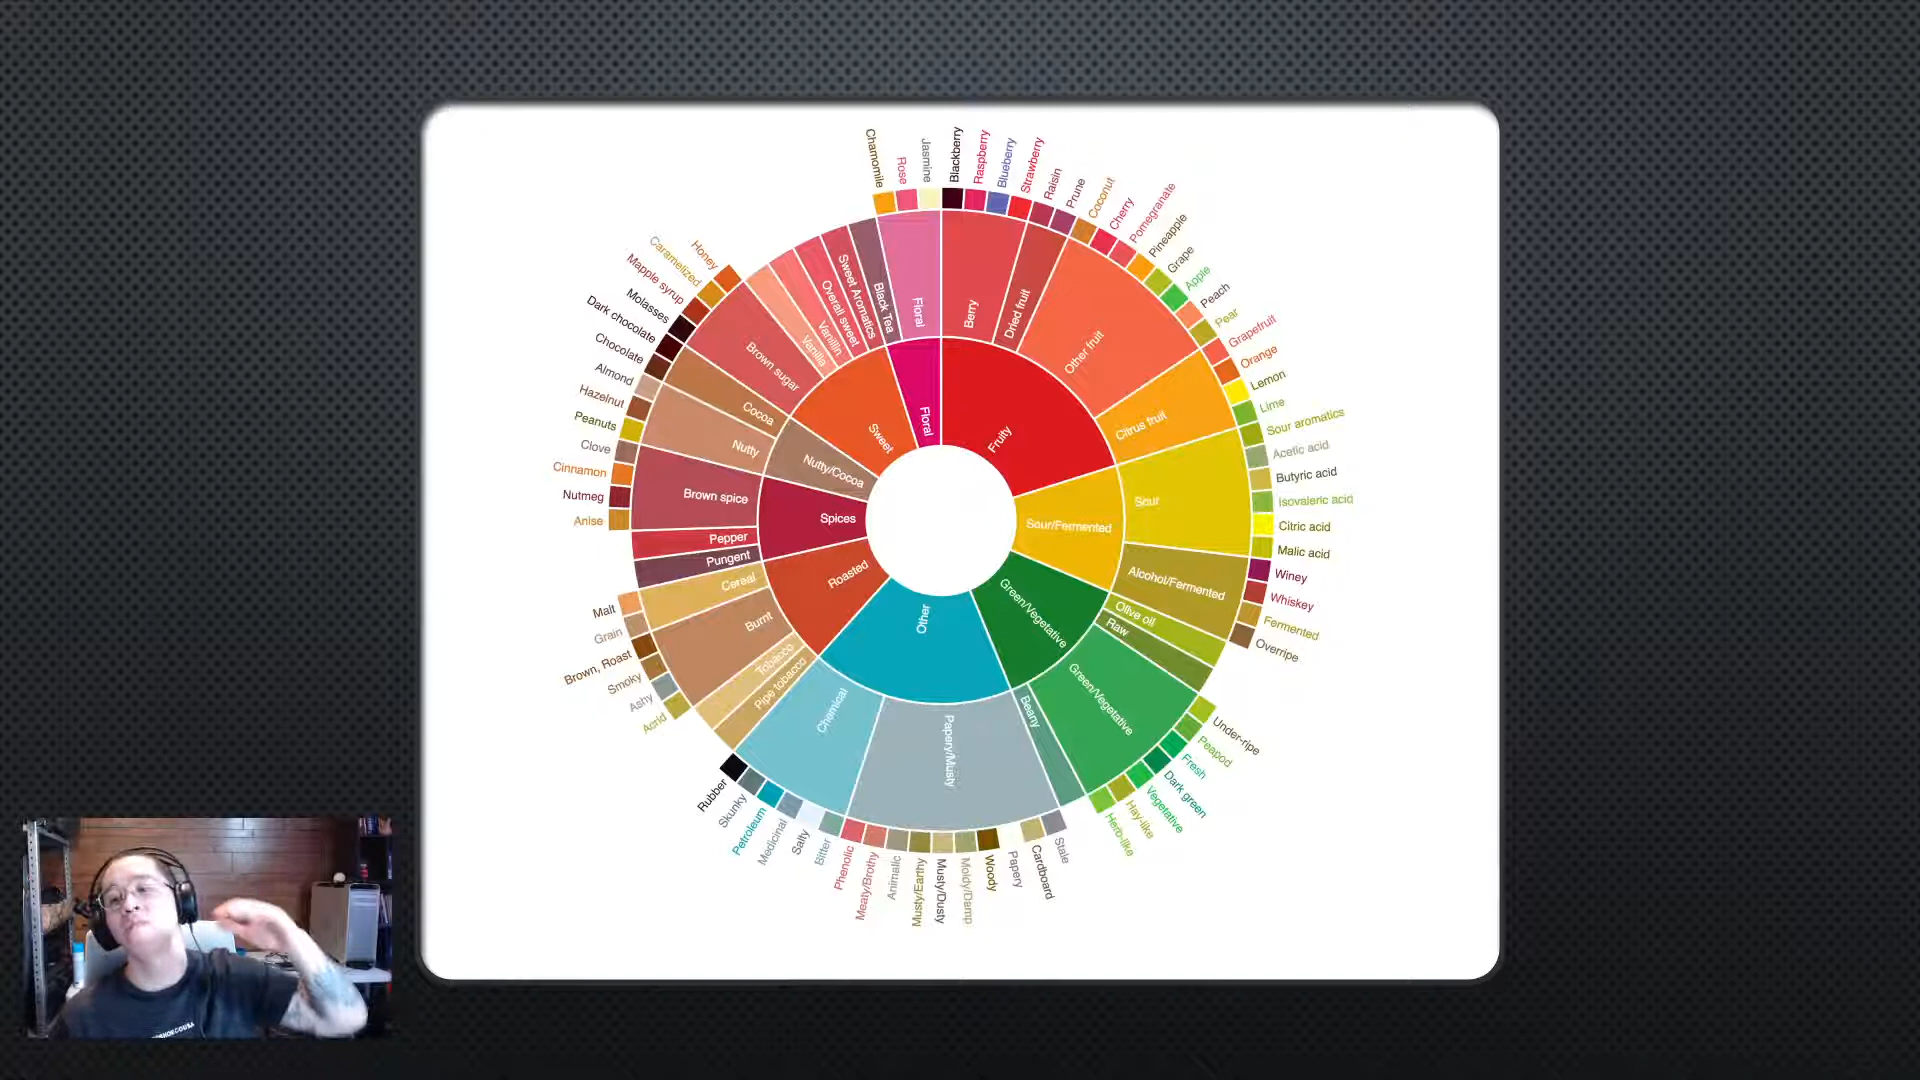 Chamomile
Rose
Jasmine
Blackberry
Raspberry
Blueberry
Strawberry
Raisin
Prune
Coconut
Cherry
Pomegranate
Pineapple
Grape
Apple
Peach
Pear
Grapefruit
Orange
Lemon
Lime
Sour aromatics
Acetic acid
Butyric acid
Isovaleric acid
Citric acid
Malic acid
Winey
Whiskey
Fermented
Overripe
Under-ripe
Peapod
Fresh
Dark green
Vegetative
Hay-like
Herb-like
Stale
Cardboard
Papery
Woody
Moldy/Damp
Musty/Dusty
Musty/Earthy
Animalic
Meaty/Brothy
Phenolic
Bitter
Salty
Medicinal
Petroleum
Skunky
Rubber
Acrid
Ashy
Smoky
Brown, Roast
Grain
Malt
Anise
Nutmeg
Cinnamon
Clove
Peanuts
Hazelnut
Almond
Chocolate
Dark chocolate
Molasses
Mapple syrup
Caramelized
Honey
Floral
Berry
Dried fruit
Other fruit
Citrus fruit
Sour
Alcohol/Fermented
Olive oil
Raw
Green/Vegetative
Beany
Papery/Musty
Chemical
Pipe tobacco
Tobacco
Burnt
Cereal
Pungent
Pepper
Brown spice
Nutty
Cocoa
Brown sugar
Vanilla
Vanillin
Overall sweet
Sweet Aromatics
Black Tea
Floral
Fruity
Sour/Fermented
Green/Vegetative
Other
Roasted
Spices
Nutty/Cocoa
Sweet